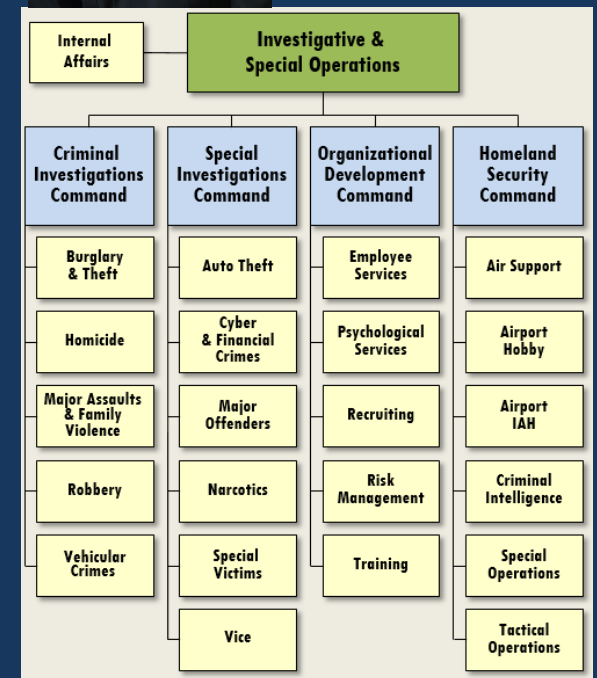 Internal
Affairs
Investigative &
Special Operations
Criminal
Investigations
Command
Special
Investigations
Command
Organizational
Development
Command
Homeland
Security
Command
Burglary
& Theft
Homicide
Major Assaults
& Family
Violence
Robbery
Vehicular
Crimes
Auto Theft
Cyber
& Financial
Crimes
Major
Offenders
Narcotics
Special
Victims
Vice
Employee
Services
Psychological
Services
Recruiting
Risk
Management
Training
Air Support
Airport
Hobby
Airport
IAH
Criminal
Intelligence
Special
Operations
Tactical
Operations